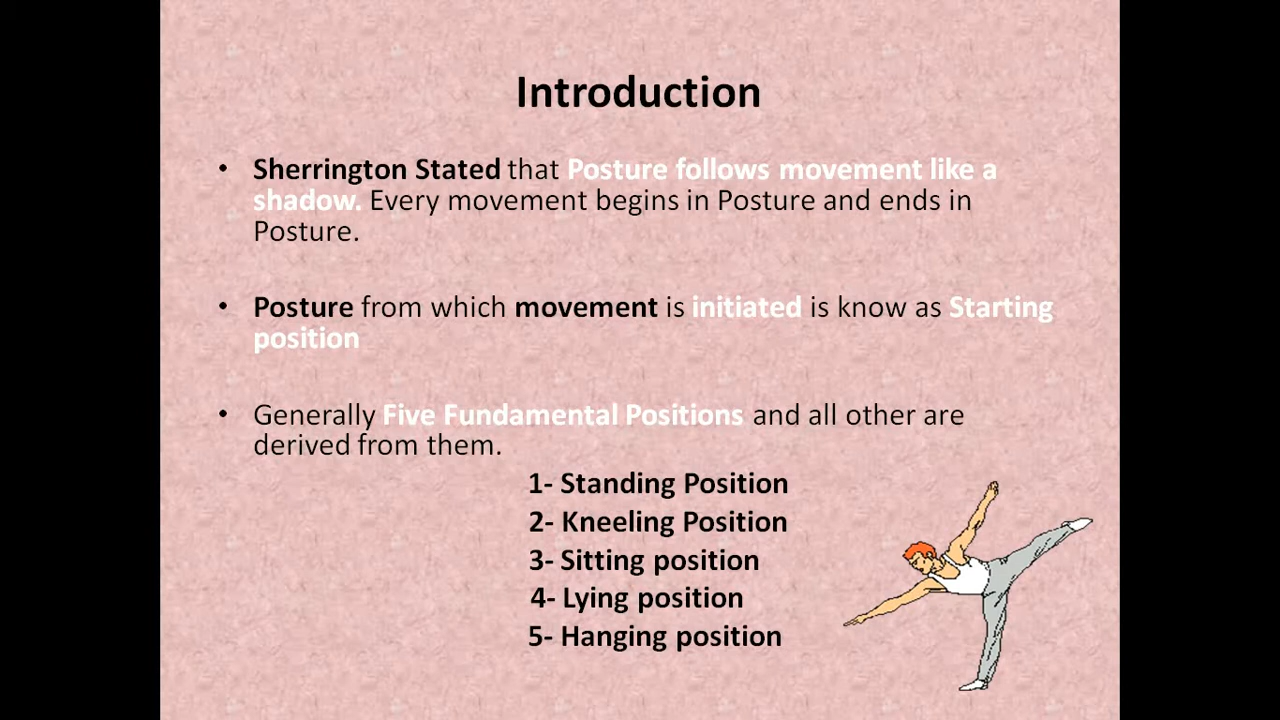 Introduction
• Sherrington Stated that Posture follows movement like a
shadow. Every movement begins in Posture and ends in
Posture.
• Posture from which movement is initiated is know as Starting
position
• Generally Five Fundamental Positions and all other are
derived from them.
1- Standing Position
2- Kneeling Position
3- Sitting position
4- Lying position
5- Hanging position